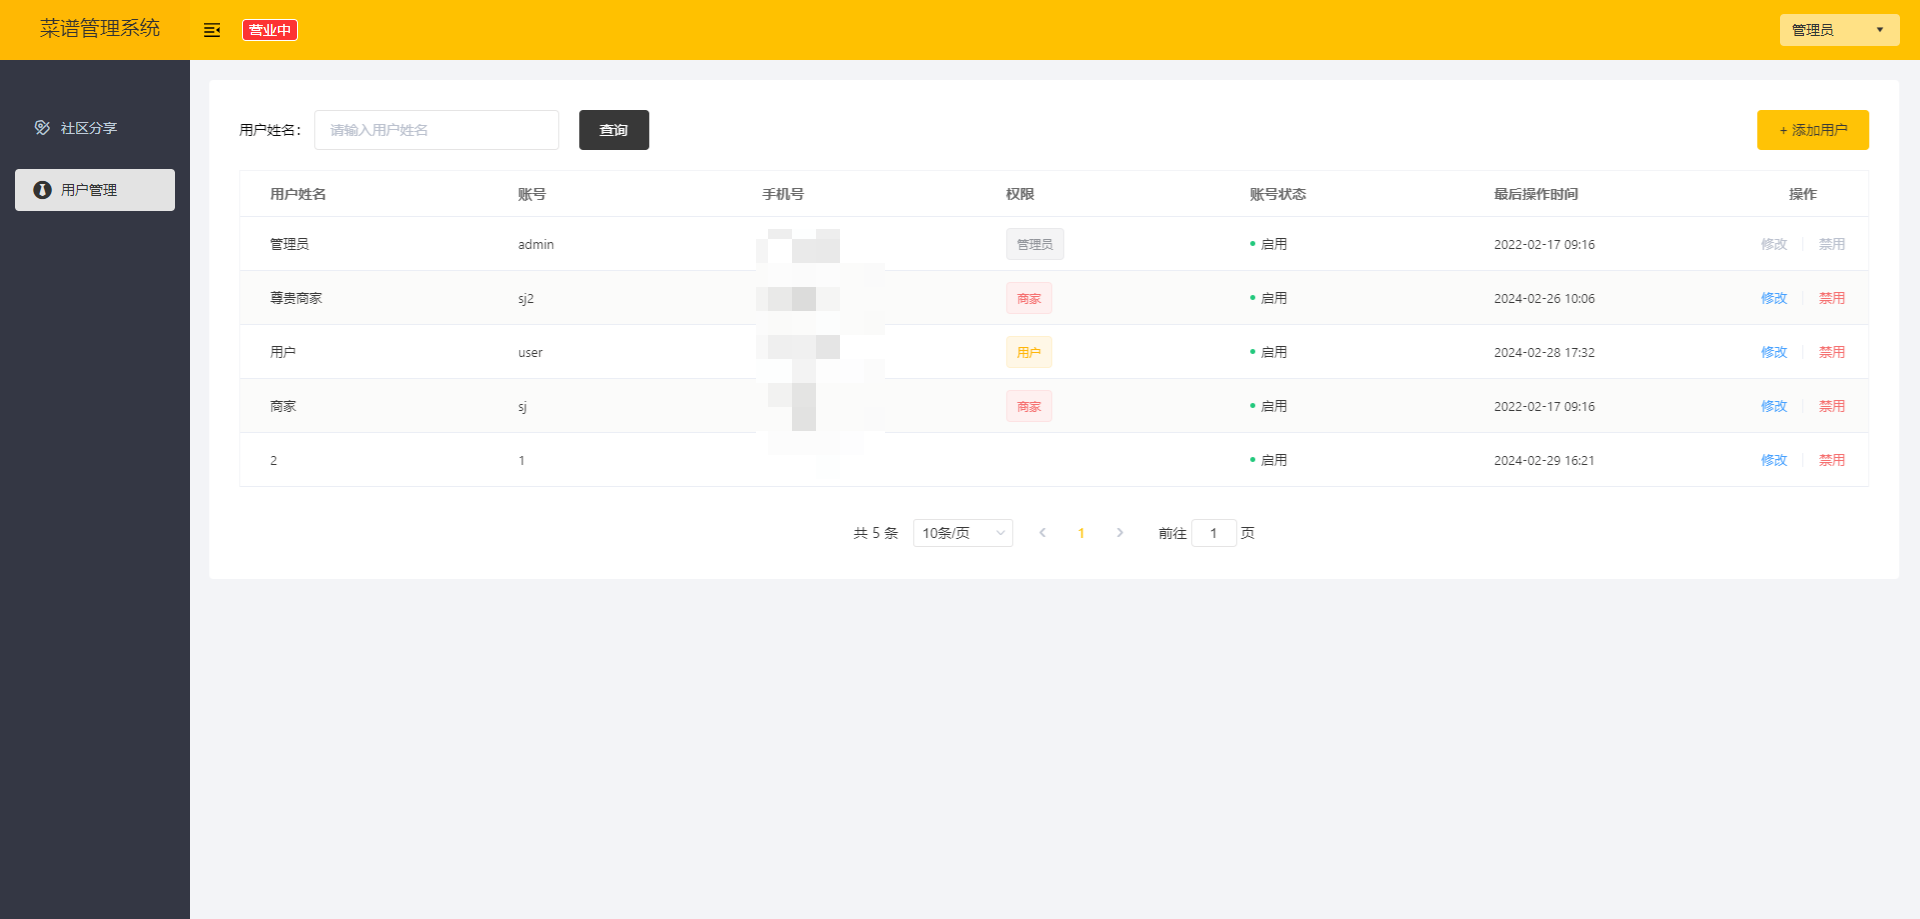 菜谱管理系统
营业中
管理员
社区分享
用户管理
用户姓名: 请输入用户姓名 查询 + 添加用户
用户姓名 账号 手机号 权限 账号状态 最后操作时间 操作
管理员 admin 管理员 启用 2022-02-17 09:16 修改 禁用
尊贵商家 sj2 商家 启用 2024-02-26 10:06 修改 禁用
用户 user 用户 启用 2024-02-28 17:32 修改 禁用
商家 sj 商家 启用 2022-02-17 09:16 修改 禁用
2 1 启用 2024-02-29 16:21 修改 禁用
共 5 条 10条/页 1 前往 1 页